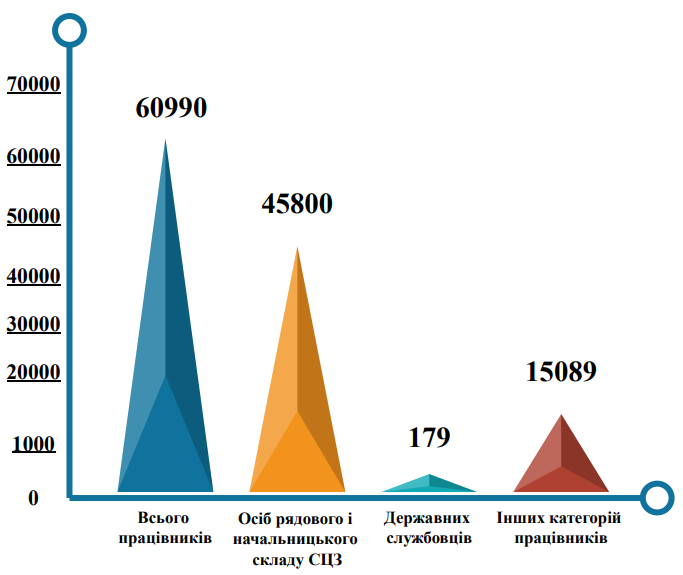 70000
60000
50000
40000
30000
20000
1000
0
60990
45800
179
15089
Всього
працівників
Осіб рядового і
начальницького
складу СЦЗ
Державних
службовців
Інших категорій
працівників